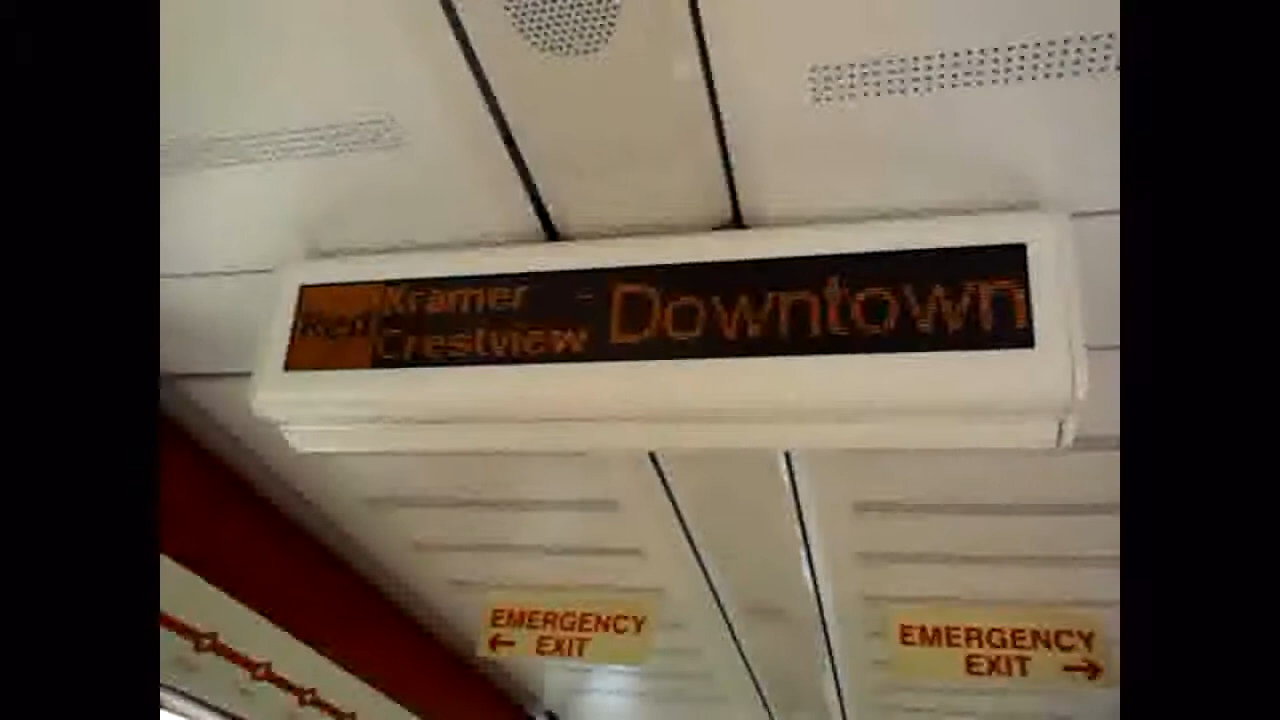 Red
Kramer
Crestview
Downtown
EMERGENCY
← EXIT
EMERGENCY
EXIT →